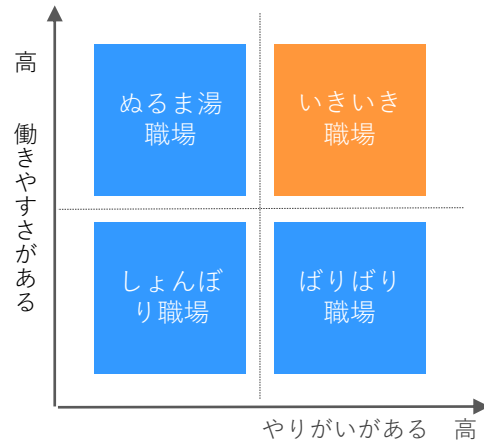 高　働きやすさがある
ぬるま湯
職場
いきいき
職場
しょんぼ
り職場
ばりばり
職場
やりがいがある　高